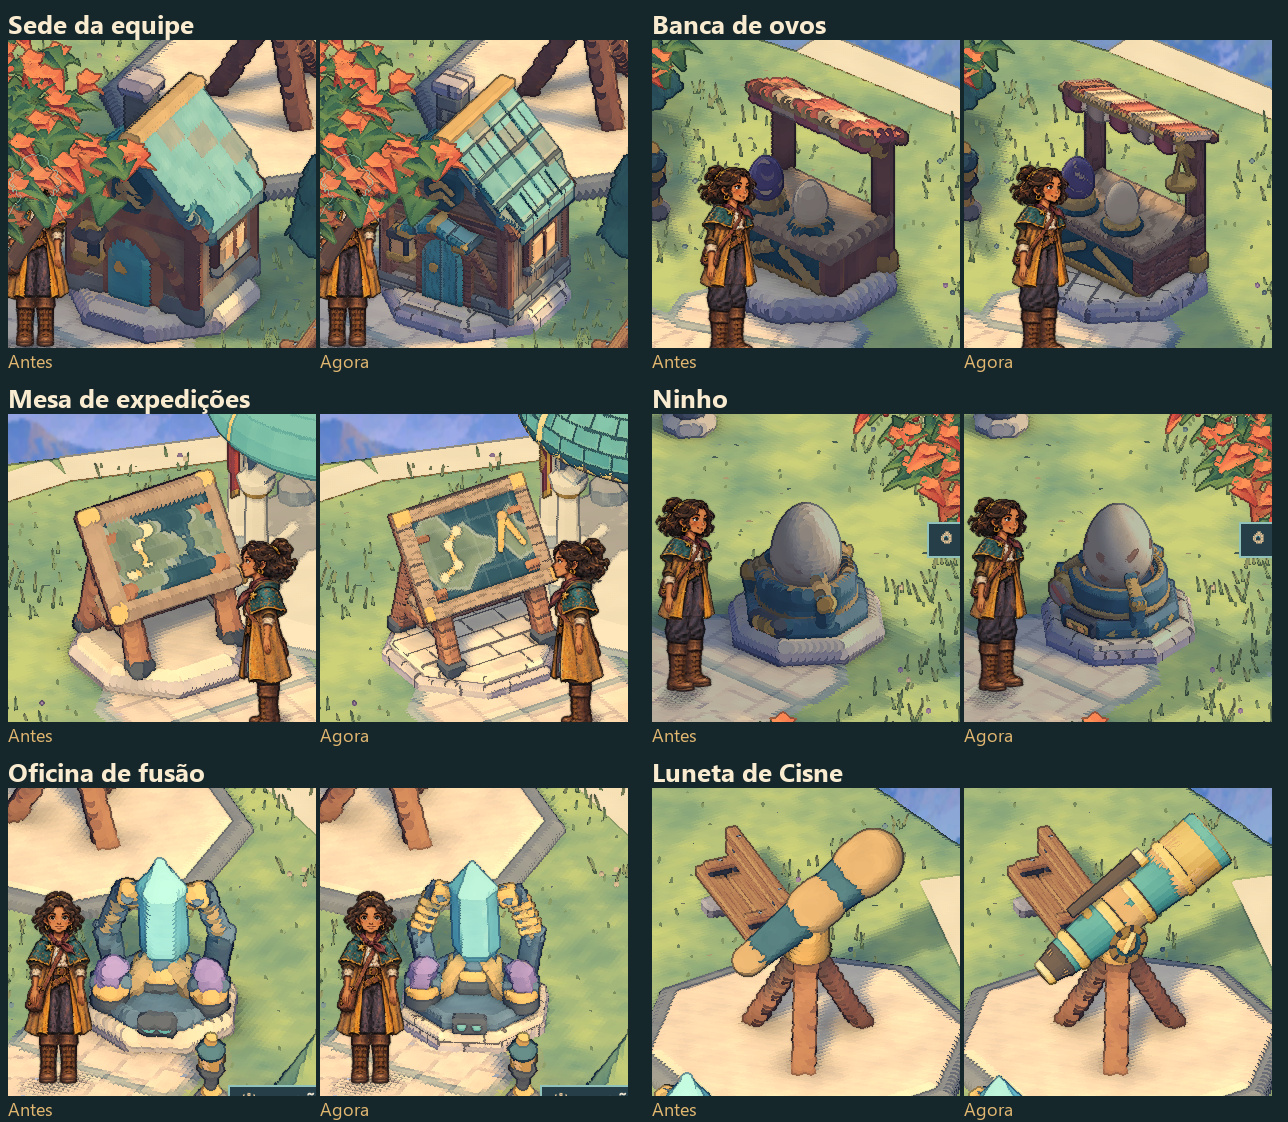 Sede da equipe
Banca de ovos
Antes
Agora
Antes
Agora
Mesa de expedições
Ninho
Antes
Agora
Antes
Agora
Oficina de fusão
Luneta de Cisne
Antes
Agora
Antes
Agora